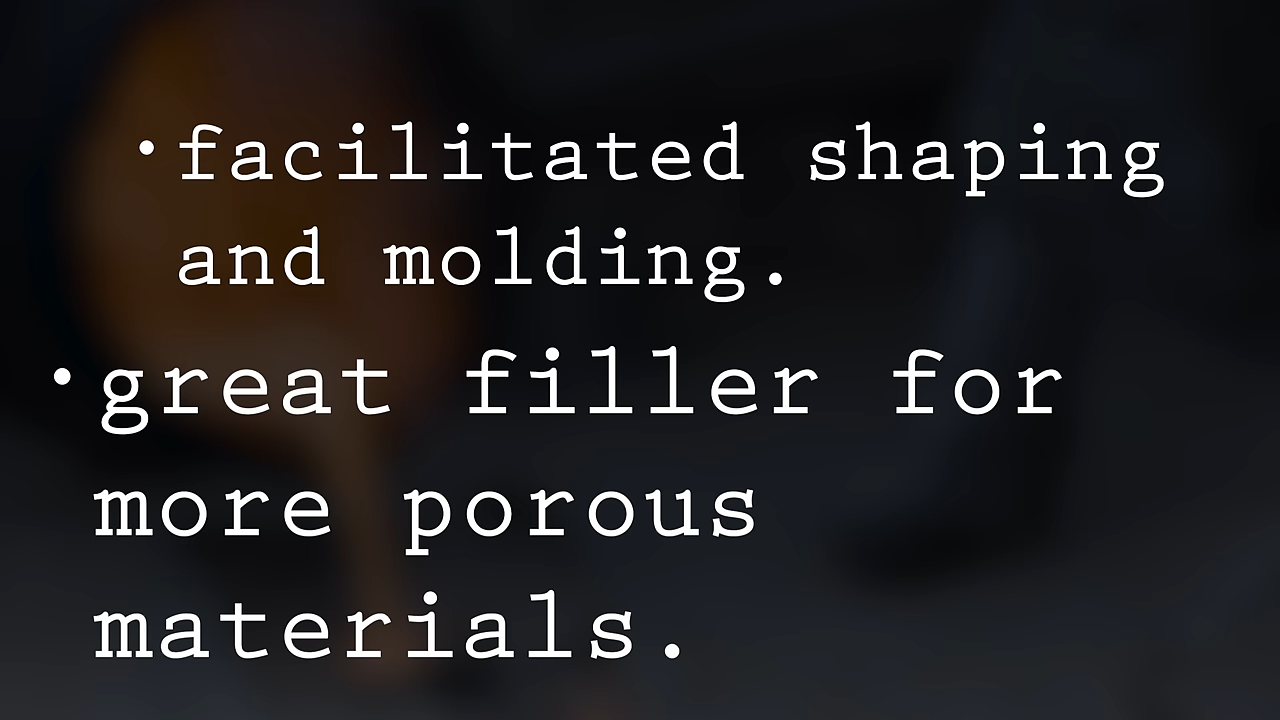 • facilitated shaping
and molding.
• great filler for
more porous
materials.